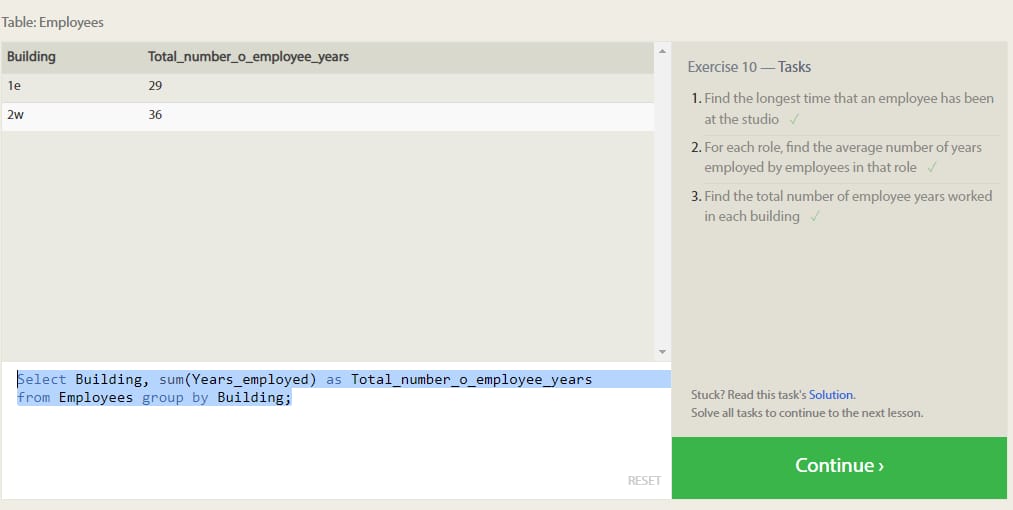 Table: Employees
Building Total_number_o_employee_years
1e 29
2w 36
Select Building, sum(Years_employed) as Total_number_o_employee_years
from Employees group by Building;
RESET
Exercise 10 — Tasks
1. Find the longest time that an employee has been
at the studio ✓
2. For each role, find the average number of years
employed by employees in that role ✓
3. Find the total number of employee years worked
in each building ✓
Stuck? Read this task's Solution.
Solve all tasks to continue to the next lesson.
Continue ›